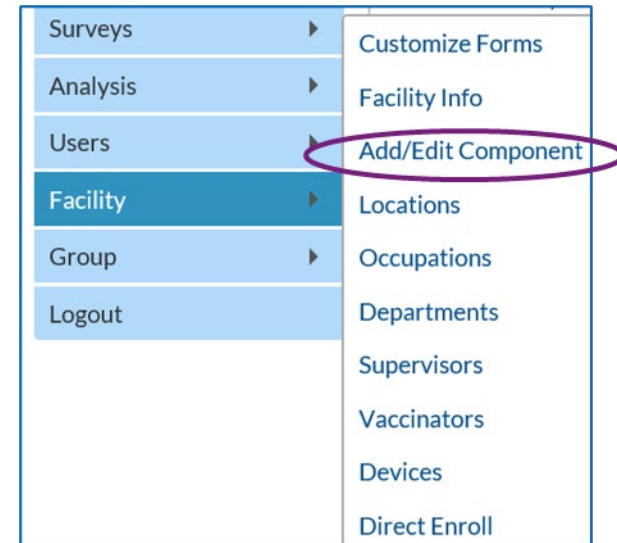 Surveys
Analysis
Users
Facility
Group
Logout
Customize Forms
Facility Info
Add/Edit Component
Locations
Occupations
Departments
Supervisors
Vaccinators
Devices
Direct Enroll